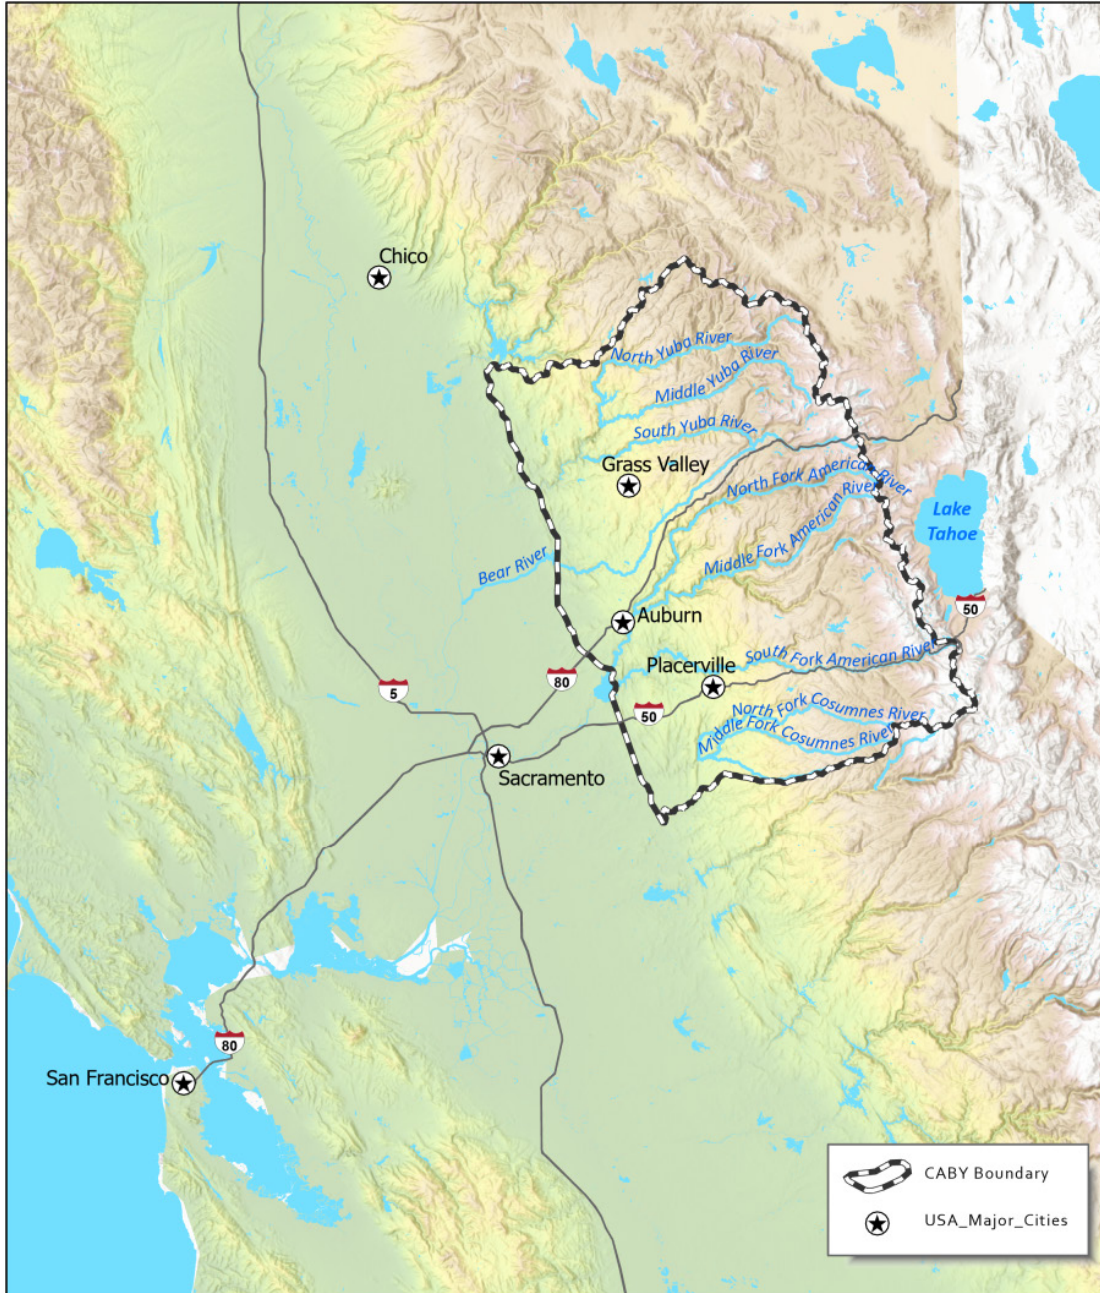 Chico
North Yuba River
Middle Yuba River
South Yuba River
Grass Valley
North Fork American River
Middle Fork American River
Lake
Tahoe
Bear River
50
Auburn
South Fork American River
Placerville
80
5
50
North Fork Cosumnes River
Middle Fork Cosumnes River
Sacramento
80
San Francisco
CABY Boundary
USA_Major_Cities